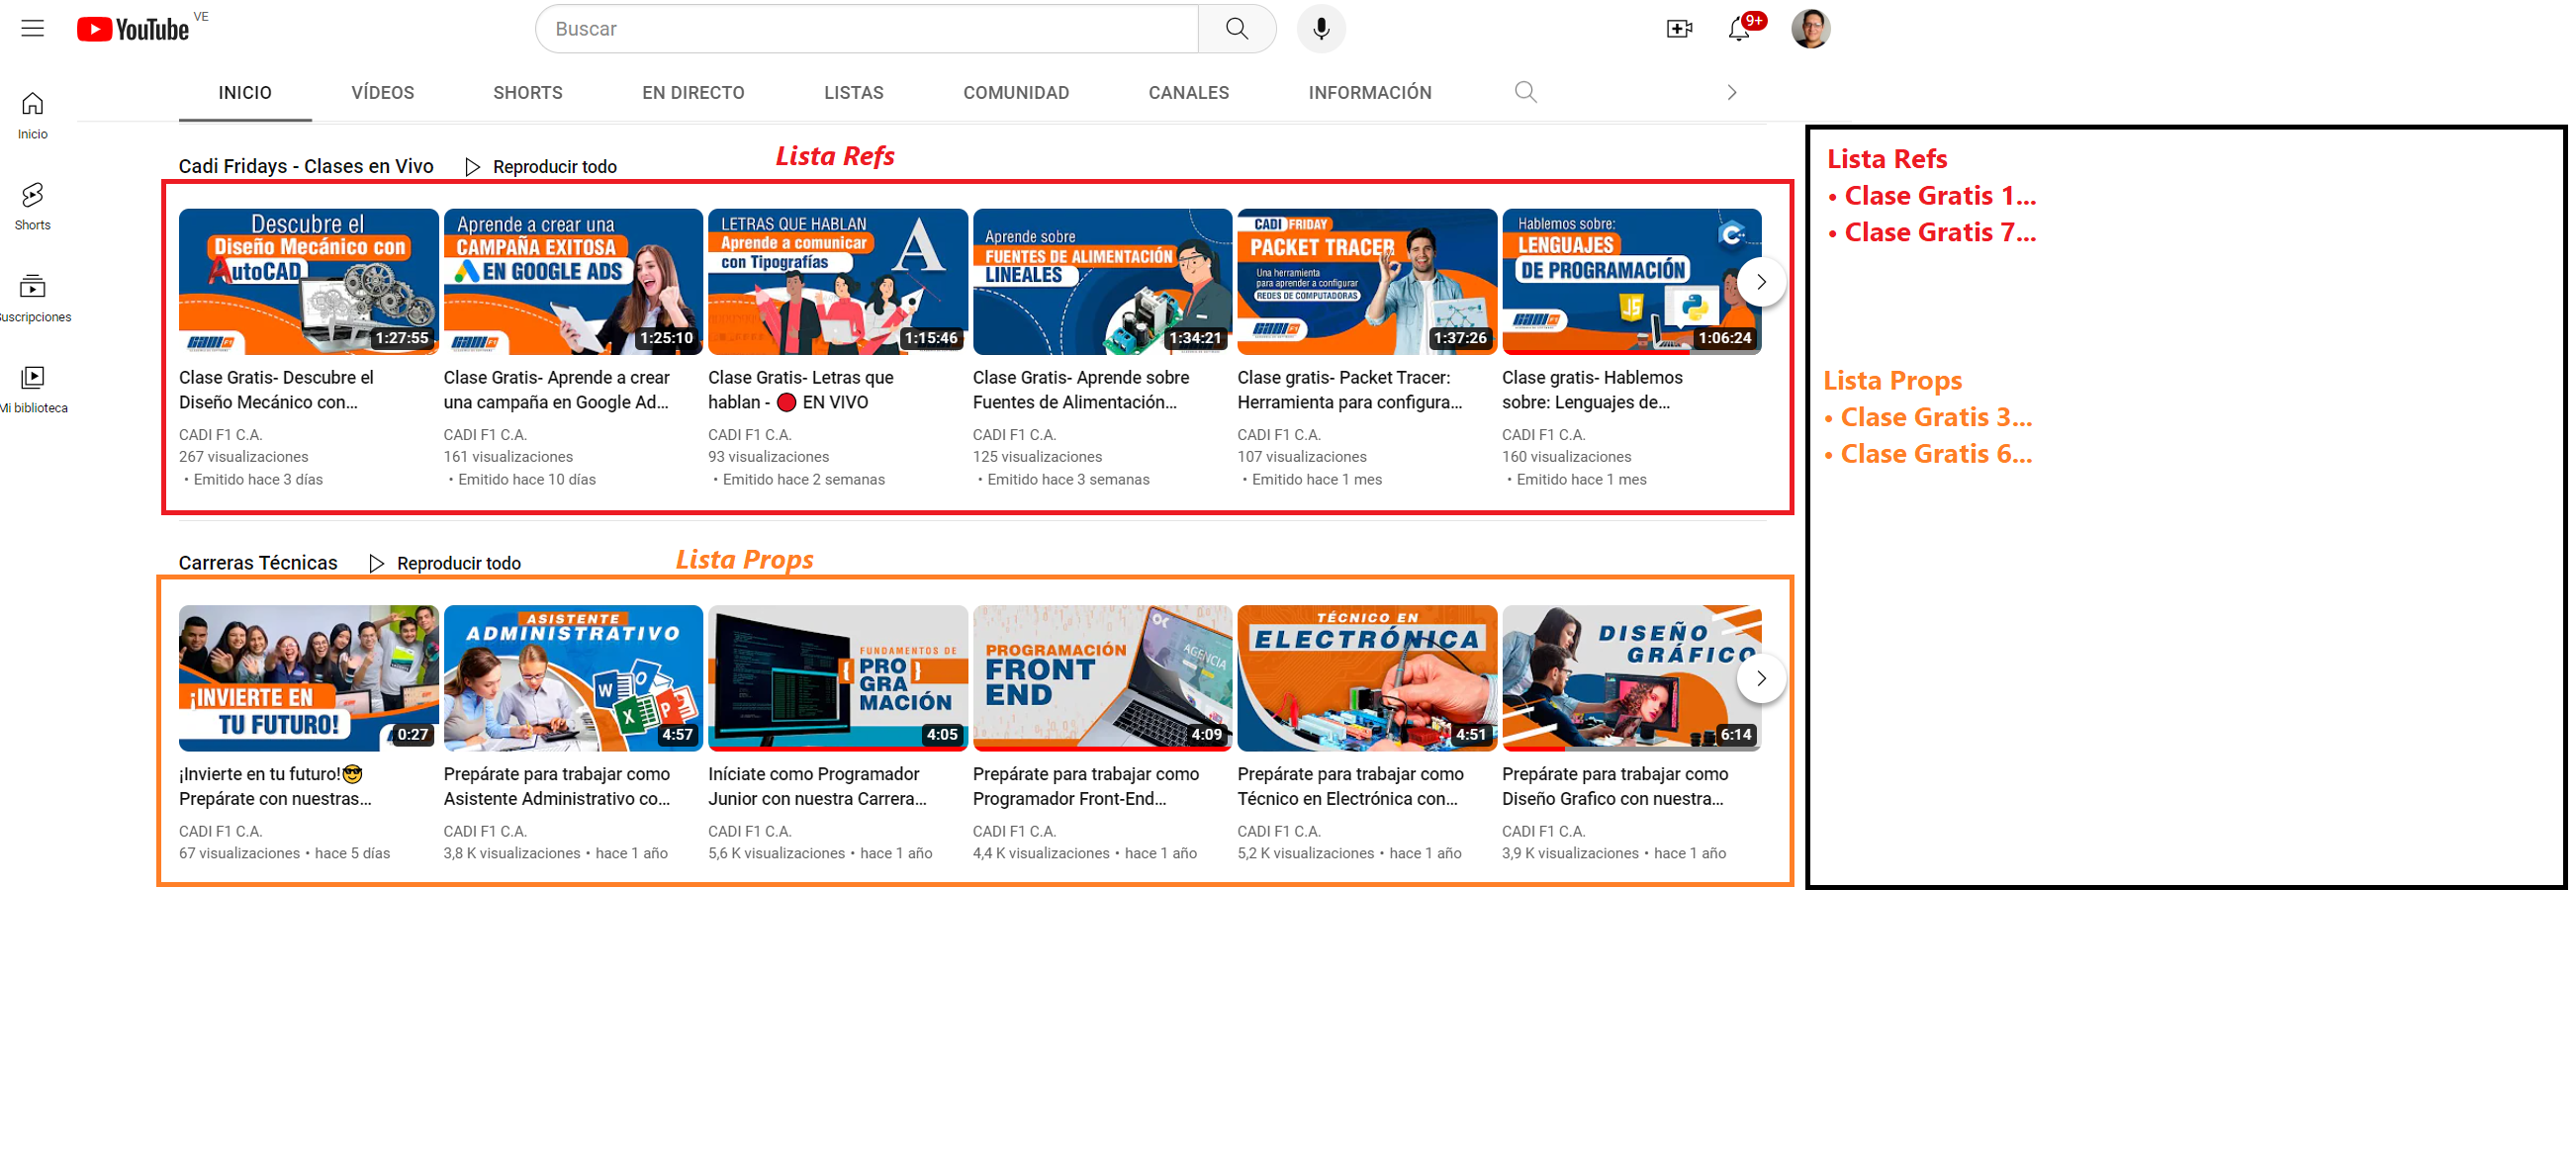 YouTube VE
Buscar
9+
INICIO VÍDEOS SHORTS EN DIRECTO LISTAS COMUNIDAD CANALES INFORMACIÓN
Inicio
Shorts
uscripciones
Mi biblioteca
Cadi Fridays - Clases en Vivo Reproducir todo
Lista Refs
Descubre el
Diseño Mecánico con
AutoCAD
CADI F1
1:27:55
Clase Gratis- Descubre el
Diseño Mecánico con...
CADI F1 C.A.
267 visualizaciones
• Emitido hace 3 días
Aprende a crear una
CAMPAÑA EXITOSA
EN GOOGLE ADS
CADI F1
1:25:10
Clase Gratis- Aprende a crear
una campaña en Google Ad...
CADI F1 C.A.
161 visualizaciones
• Emitido hace 10 días
LETRAS QUE HABLAN
Aprende a comunicar
con Tipografías
A
1:15:46
Clase Gratis- Letras que
hablan - 🔴 EN VIVO
CADI F1 C.A.
93 visualizaciones
• Emitido hace 2 semanas
Aprende sobre
FUENTES DE ALIMENTACIÓN
LINEALES
1:34:21
Clase Gratis- Aprende sobre
Fuentes de Alimentación...
CADI F1 C.A.
125 visualizaciones
• Emitido hace 3 semanas
CADI FRIDAY
PACKET TRACER
Una herramienta
para aprender a configurar
REDES DE COMPUTADORAS
CADI F1
1:37:26
Clase gratis- Packet Tracer:
Herramienta para configura...
CADI F1 C.A.
107 visualizaciones
• Emitido hace 1 mes
Hablemos sobre:
LENGUAJES
DE PROGRAMACIÓN
C++
JS
CADI F1
1:06:24
Clase gratis- Hablemos
sobre: Lenguajes de...
CADI F1 C.A.
160 visualizaciones
• Emitido hace 1 mes
Carreras Técnicas Reproducir todo
Lista Props
¡INVIERTE EN
TU FUTURO!
0:27
¡Invierte en tu futuro!😎
Prepárate con nuestras...
CADI F1 C.A.
67 visualizaciones • hace 5 días
ASISTENTE
ADMINISTRATIVO
W O X P
4:57
Prepárate para trabajar como
Asistente Administrativo co...
CADI F1 C.A.
3,8 K visualizaciones • hace 1 año
FUNDAMENTOS DE
{ PRO }
GRA
MACIÓN
4:05
Iníciate como Programador
Junior con nuestra Carrera...
CADI F1 C.A.
5,6 K visualizaciones • hace 1 año
PROGRAMACIÓN
FRONT
END
AGENCIA
4:09
Prepárate para trabajar como
Programador Front-End...
CADI F1 C.A.
4,4 K visualizaciones • hace 1 año
TÉCNICO EN
ELECTRÓNICA
4:51
Prepárate para trabajar como
Técnico en Electrónica con...
CADI F1 C.A.
5,2 K visualizaciones • hace 1 año
DISEÑO
GRÁFICO
6:14
Prepárate para trabajar como
Diseño Grafico con nuestra...
CADI F1 C.A.
3,9 K visualizaciones • hace 1 año
Lista Refs
• Clase Gratis 1...
• Clase Gratis 7...
Lista Props
• Clase Gratis 3...
• Clase Gratis 6...